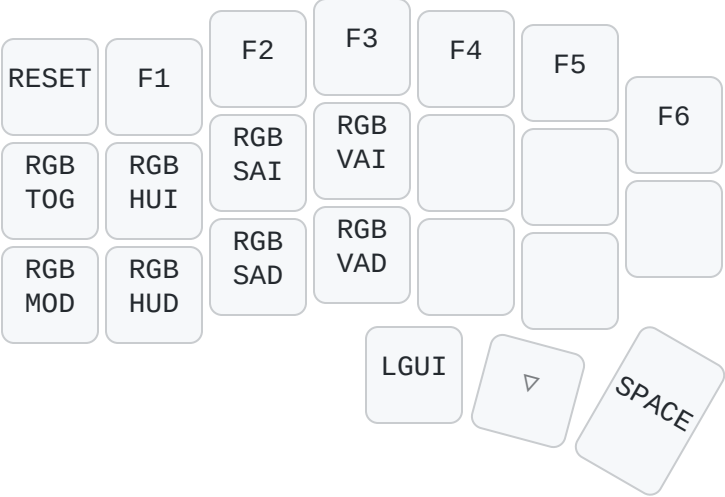 RESET
F1
F2
F3
F4
F5
F6
RGB
TOG
RGB
HUI
RGB
SAI
RGB
VAI
RGB
MOD
RGB
HUD
RGB
SAD
RGB
VAD
LGUI
▽
SPACE